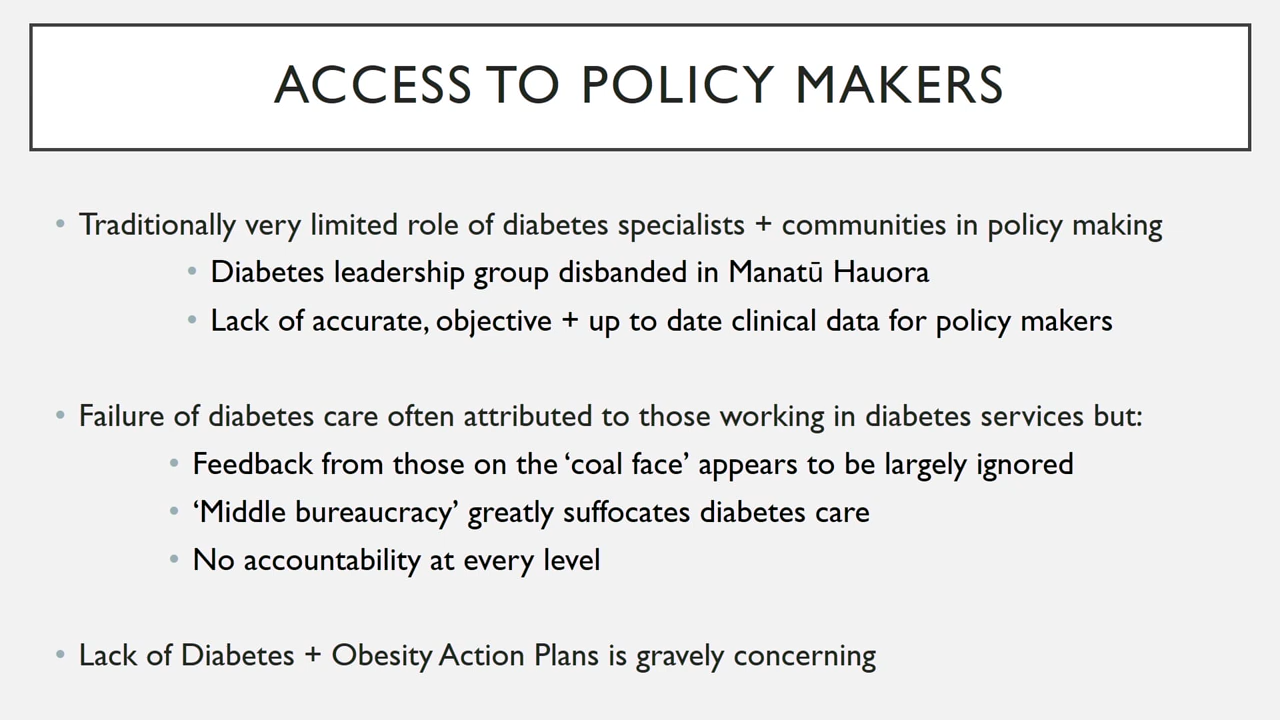 ACCESS TO POLICY MAKERS
• Traditionally very limited role of diabetes specialists + communities in policy making
• Diabetes leadership group disbanded in Manatū Hauora
• Lack of accurate, objective + up to date clinical data for policy makers
• Failure of diabetes care often attributed to those working in diabetes services but:
• Feedback from those on the ‘coal face’ appears to be largely ignored
• ‘Middle bureaucracy’ greatly suffocates diabetes care
• No accountability at every level
• Lack of Diabetes + Obesity Action Plans is gravely concerning